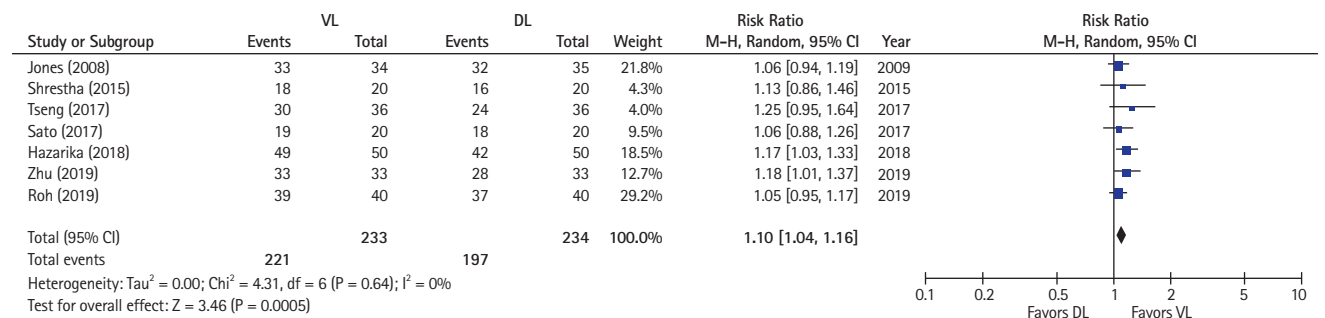 VL DL Risk Ratio Risk Ratio
Study or Subgroup Events Total Events Total Weight M-H, Random, 95% CI Year M-H, Random, 95% CI
Jones (2008) 33 34 32 35 21.8% 1.06 [0.94, 1.19] 2009
Shrestha (2015) 18 20 16 20 4.3% 1.13 [0.86, 1.46] 2015
Tseng (2017) 30 36 24 36 4.0% 1.25 [0.95, 1.64] 2017
Sato (2017) 19 20 18 20 9.5% 1.06 [0.88, 1.26] 2017
Hazarika (2018) 49 50 42 50 18.5% 1.17 [1.03, 1.33] 2018
Zhu (2019) 33 33 28 33 12.7% 1.18 [1.01, 1.37] 2019
Roh (2019) 39 40 37 40 29.2% 1.05 [0.95, 1.17] 2019
Total (95% CI) 233 234 100.0% 1.10 [1.04, 1.16]
Total events 221 197
Heterogeneity: Tau² = 0.00; Chi² = 4.31, df = 6 (P = 0.64); I² = 0%
Test for overall effect: Z = 3.46 (P = 0.0005)
0.1 0.2 0.5 1 2 5 10
Favors DL Favors VL